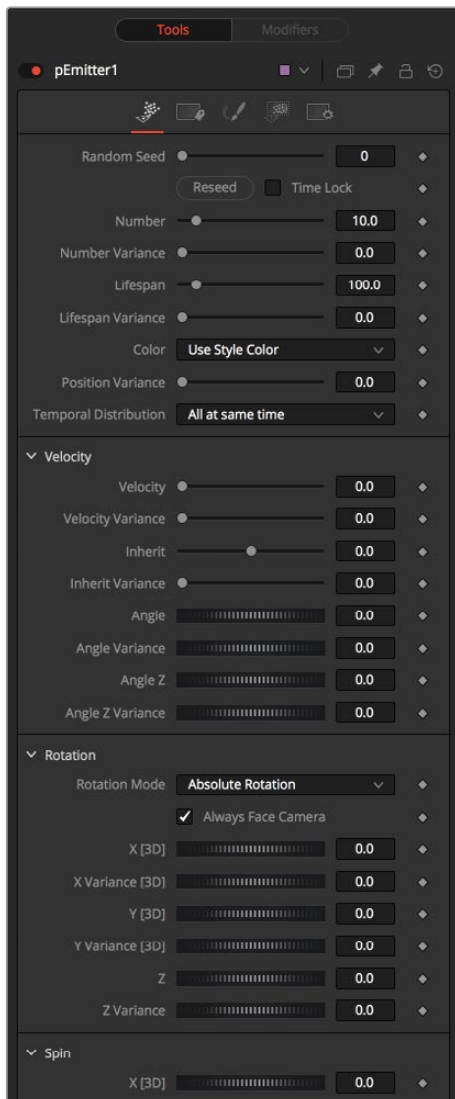 Tools Modifiers
pEmitter1
Random Seed 0
Reseed Time Lock
Number 10.0
Number Variance 0.0
Lifespan 100.0
Lifespan Variance 0.0
Color Use Style Color
Position Variance 0.0
Temporal Distribution All at same time
Velocity
Velocity 0.0
Velocity Variance 0.0
Inherit 0.0
Inherit Variance 0.0
Angle 0.0
Angle Variance 0.0
Angle Z 0.0
Angle Z Variance 0.0
Rotation
Rotation Mode Absolute Rotation
Always Face Camera
X [3D] 0.0
X Variance [3D] 0.0
Y [3D] 0.0
Y Variance [3D] 0.0
Z 0.0
Z Variance 0.0
Spin
X [3D] 0.0